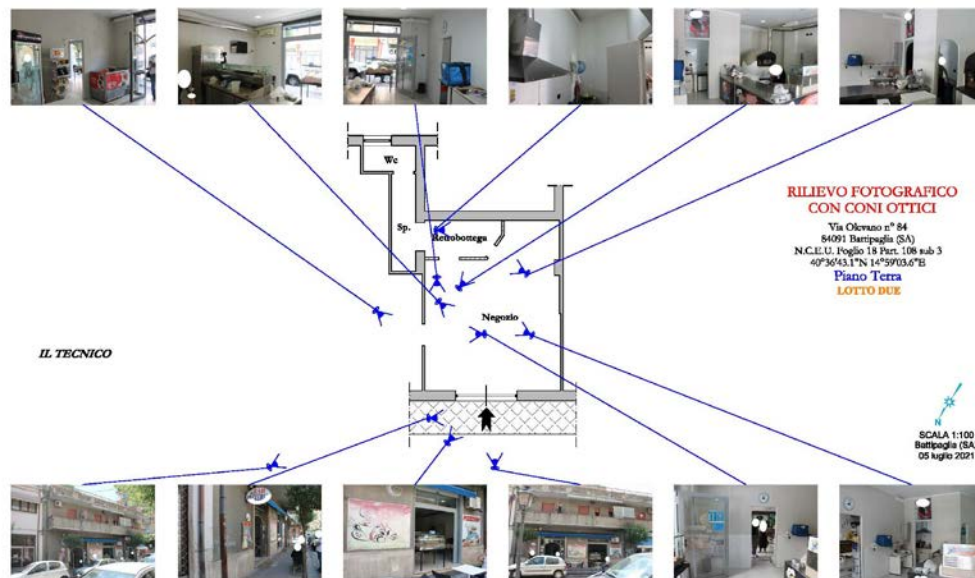 Wc
Sp.
Retrobottega
Negozio
RILIEVO FOTOGRAFICO
CON CONI OTTICI
Via Olevano n° 84
84091 Battipaglia (SA)
N.C.E.U. Foglio 18 Part. 108 sub 3
40°36'43.1"N 14°59'03.6"E
Piano Terra
LOTTO DUE
IL TECNICO
N
SCALA 1:100
Battipaglia (SA
05 luglio 2021